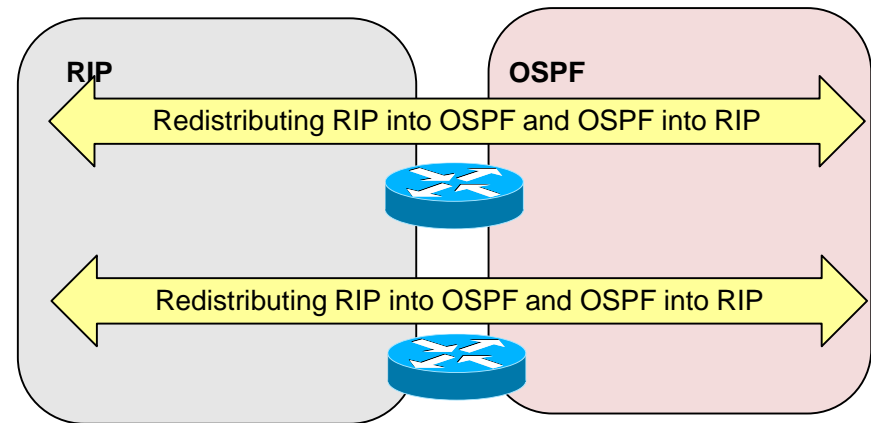 RIP
OSPF
Redistributing RIP into OSPF and OSPF into RIP
Redistributing RIP into OSPF and OSPF into RIP